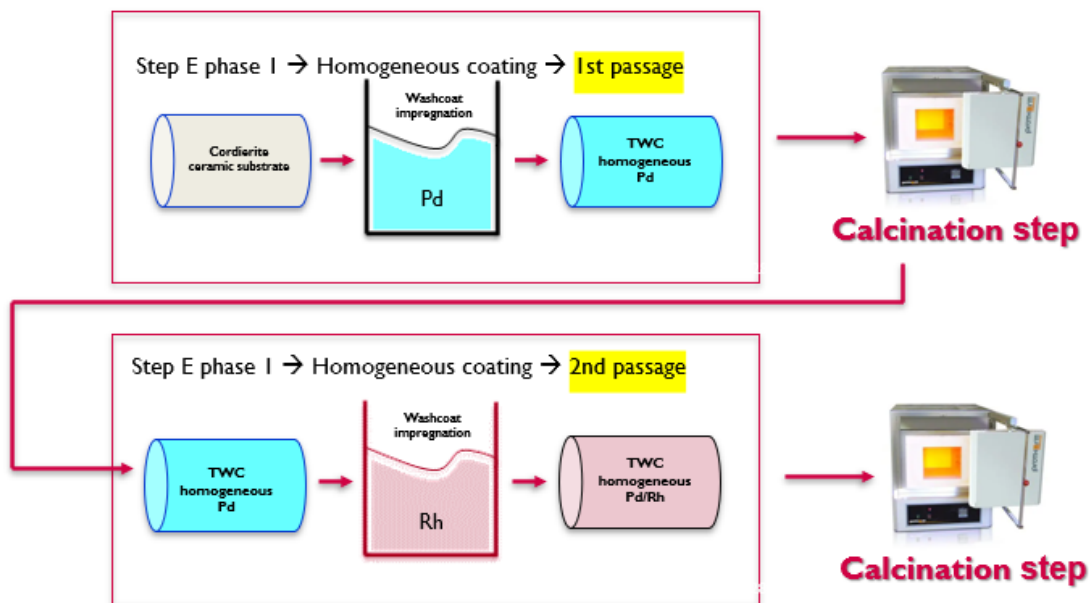 Step E phase 1 → Homogeneous coating → 1st passage
Washcoat
impregnation
Cordierite
ceramic substrate
Pd
TWC
homogeneous
Pd
Calcination step
Step E phase 1 → Homogeneous coating → 2nd passage
Washcoat
impregnation
TWC
homogeneous
Pd
Rh
TWC
homogeneous
Pd/Rh
Calcination step